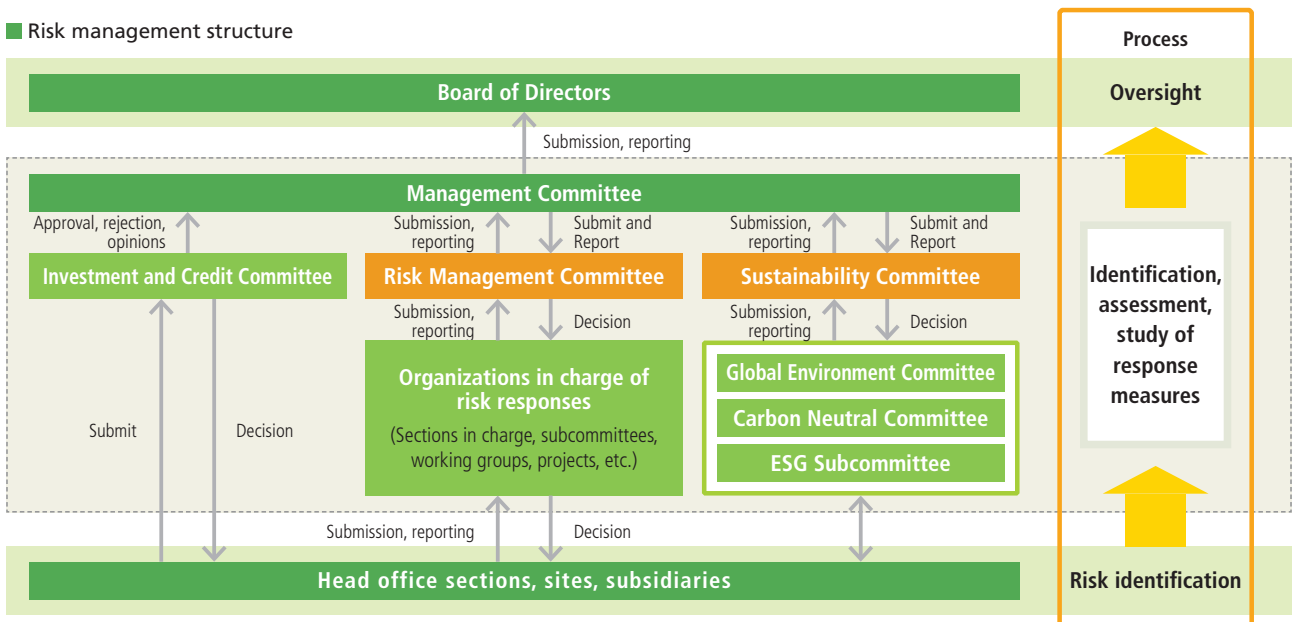 Risk management structure
Process
Board of Directors
Oversight
Submission, reporting
Management Committee
Approval, rejection,
opinions
Submission,
reporting
Submit and
Report
Submission,
reporting
Submit and
Report
Investment and Credit Committee
Risk Management Committee
Sustainability Committee
Identification,
assessment,
study of
response
measures
Submission,
reporting
Decision
Submission,
reporting
Decision
Organizations in charge of
risk responses
(Sections in charge, subcommittees,
working groups, projects, etc.)
Global Environment Committee
Carbon Neutral Committee
ESG Subcommittee
Submit
Decision
Submission, reporting
Decision
Head office sections, sites, subsidiaries
Risk identification